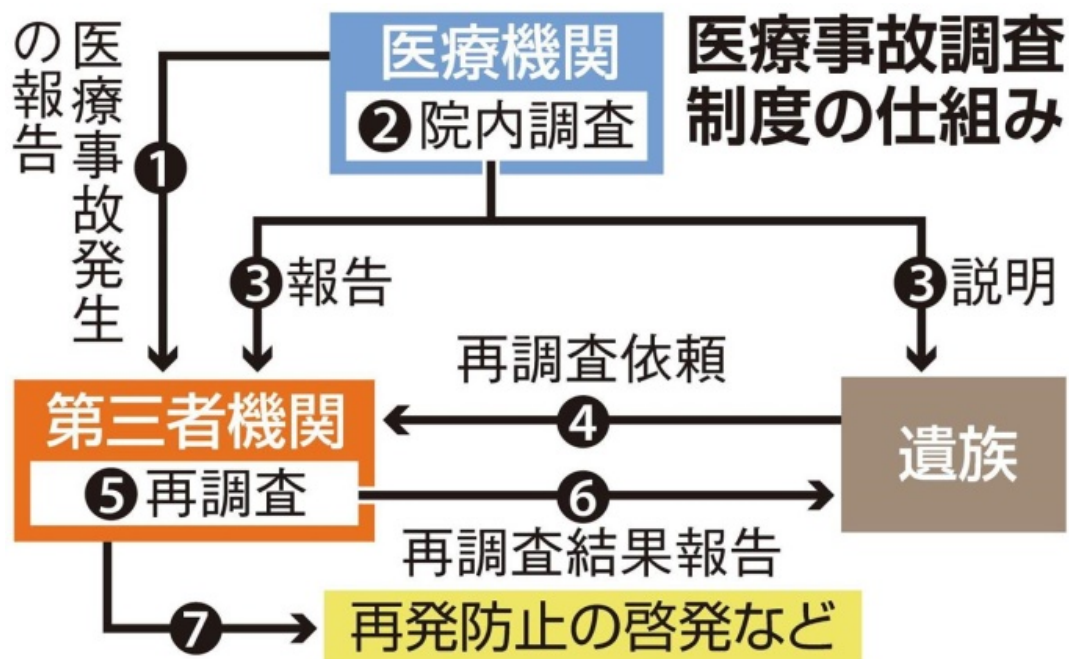 医療事故調査
制度の仕組み
医療機関
❷院内調査
医療事故発生
の報告
❶
❸報告
❸説明
再調査依頼
❹
第三者機関
❺再調査
遺族
❻
再調査結果報告
❼
再発防止の啓発など